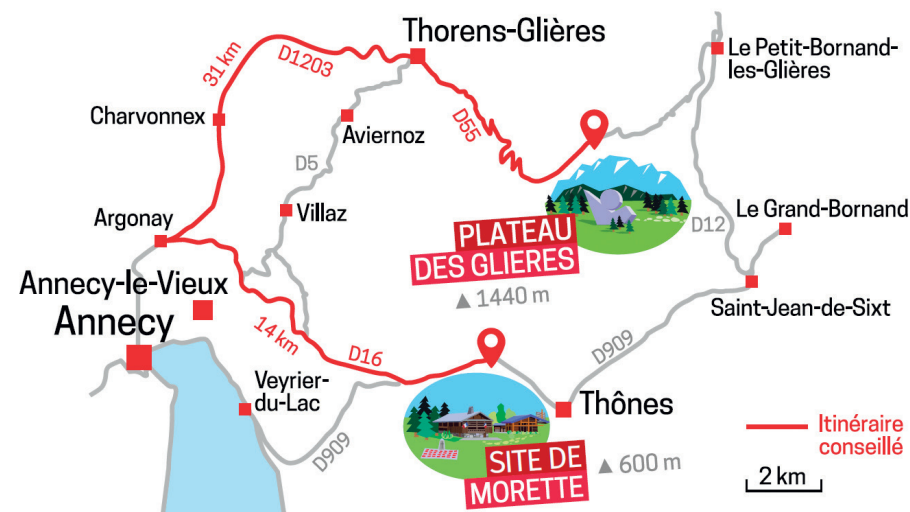 Thorens-Glières
Le Petit-Bornand-
les-Glières
31 km
D1203
Charvonnex
Aviernoz
D55
D5
Villaz
Argonay
Le Grand-Bornand
D12
PLATEAU
DES GLIERES
▲ 1440 m
Annecy-le-Vieux
Annecy
Saint-Jean-de-Sixt
14 km
D16
D909
Veyrier-
du-Lac
Thônes
D909
Itinéraire
conseillé
SITE DE
MORETTE
▲ 600 m
2 km